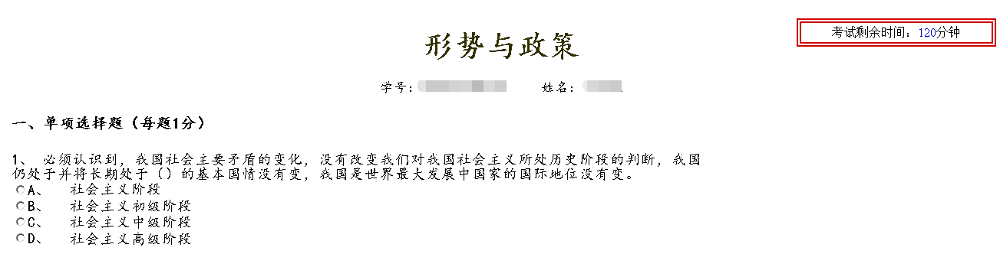 形势与政策
考试剩余时间：120分钟
学号： 姓名：
一、单项选择题（每题1分）
1、 必须认识到，我国社会主要矛盾的变化，没有改变我们对我国社会主义所处历史阶段的判断，我国
仍处于并将长期处于（）的基本国情没有变，我国是世界最大发展中国家的国际地位没有变。
A、 社会主义阶段
B、 社会主义初级阶段
C、 社会主义中级阶段
D、 社会主义高级阶段